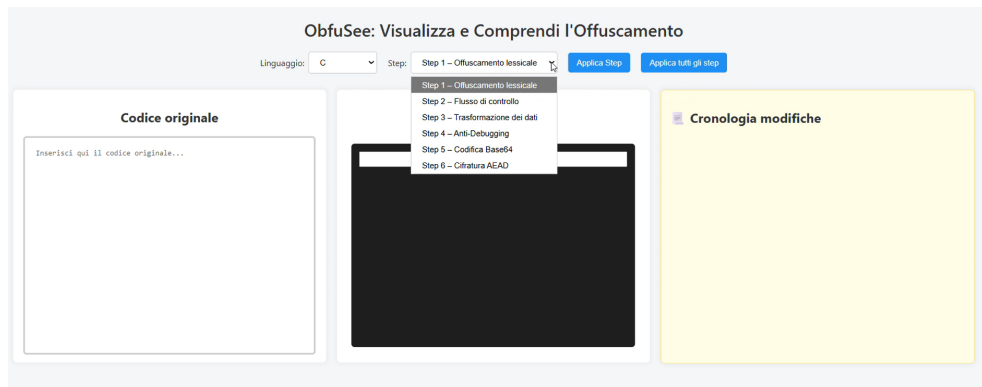 ObfuSee: Visualizza e Comprendi l'Offuscamento
Linguaggio: C Step: Step 1 – Offuscamento lessicale Applica Step Applica tutti gli step
Step 1 – Offuscamento lessicale
Step 2 – Flusso di controllo
Step 3 – Trasformazione dei dati
Step 4 – Anti-Debugging
Step 5 – Codifica Base64
Step 6 – Cifratura AEAD
Codice originale
Inserisci qui il codice originale...
Cronologia modifiche